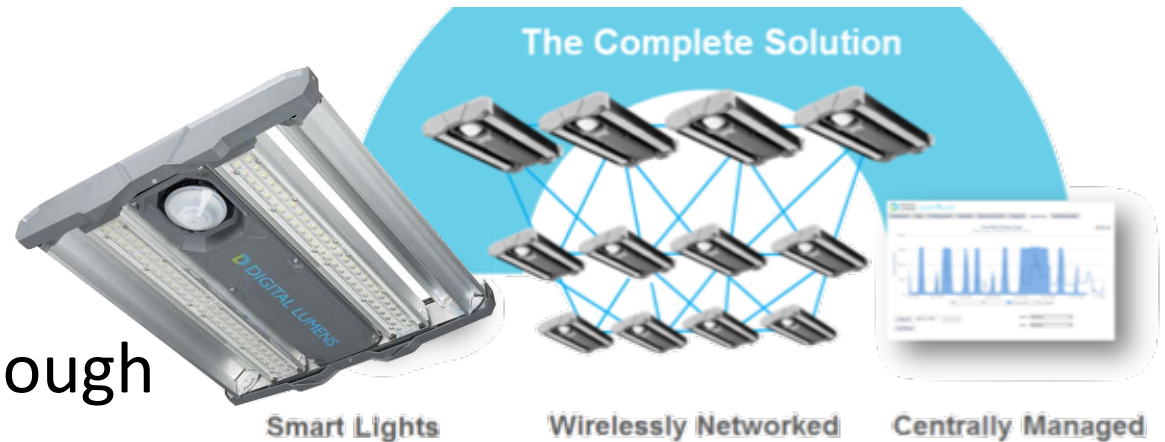 The Complete Solution
DIGITAL LUMENS
ough
Smart Lights
Wirelessly Networked
Centrally Managed